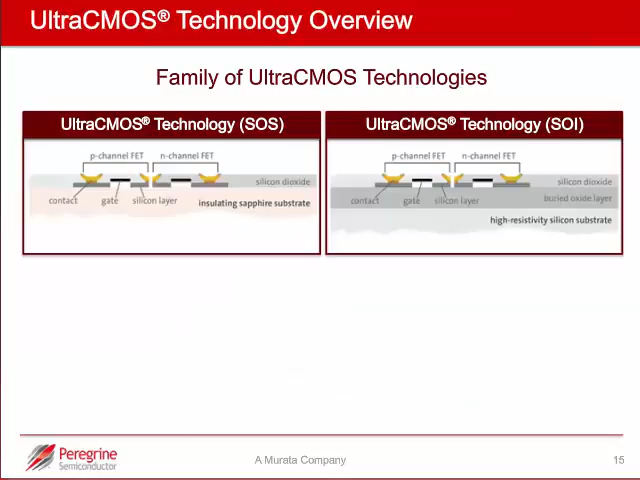 UltraCMOS® Technology Overview
Family of UltraCMOS Technologies
UltraCMOS® Technology (SOS)
p-channel FET n-channel FET
silicon dioxide
contact gate silicon layer insulating sapphire substrate
UltraCMOS® Technology (SOI)
p-channel FET n-channel FET
silicon dioxide
contact gate silicon layer buried oxide layer
high-resistivity silicon substrate
Peregrine
Semiconductor
A Murata Company
15